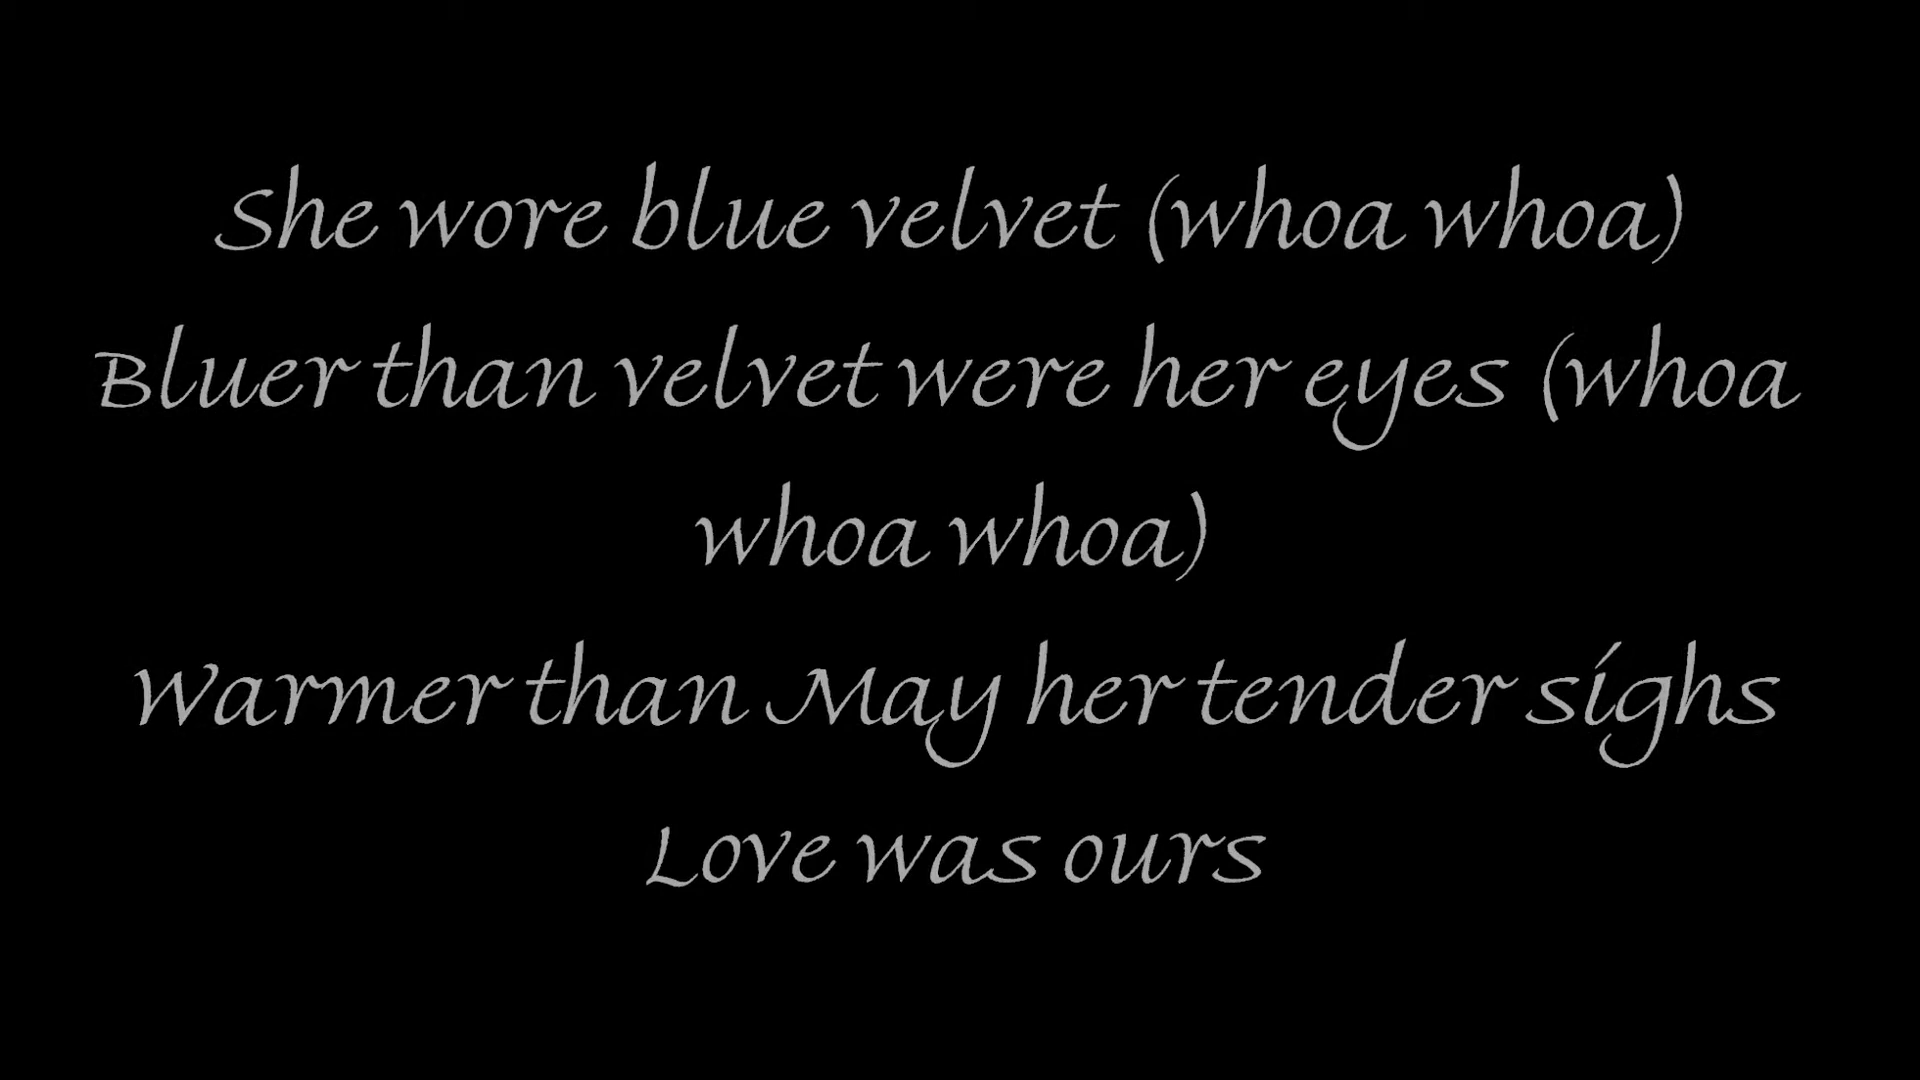 She wore blue velvet (whoa whoa)
Bluer than velvet were her eyes (whoa
whoa whoa)
Warmer than May her tender sighs
Love was ours